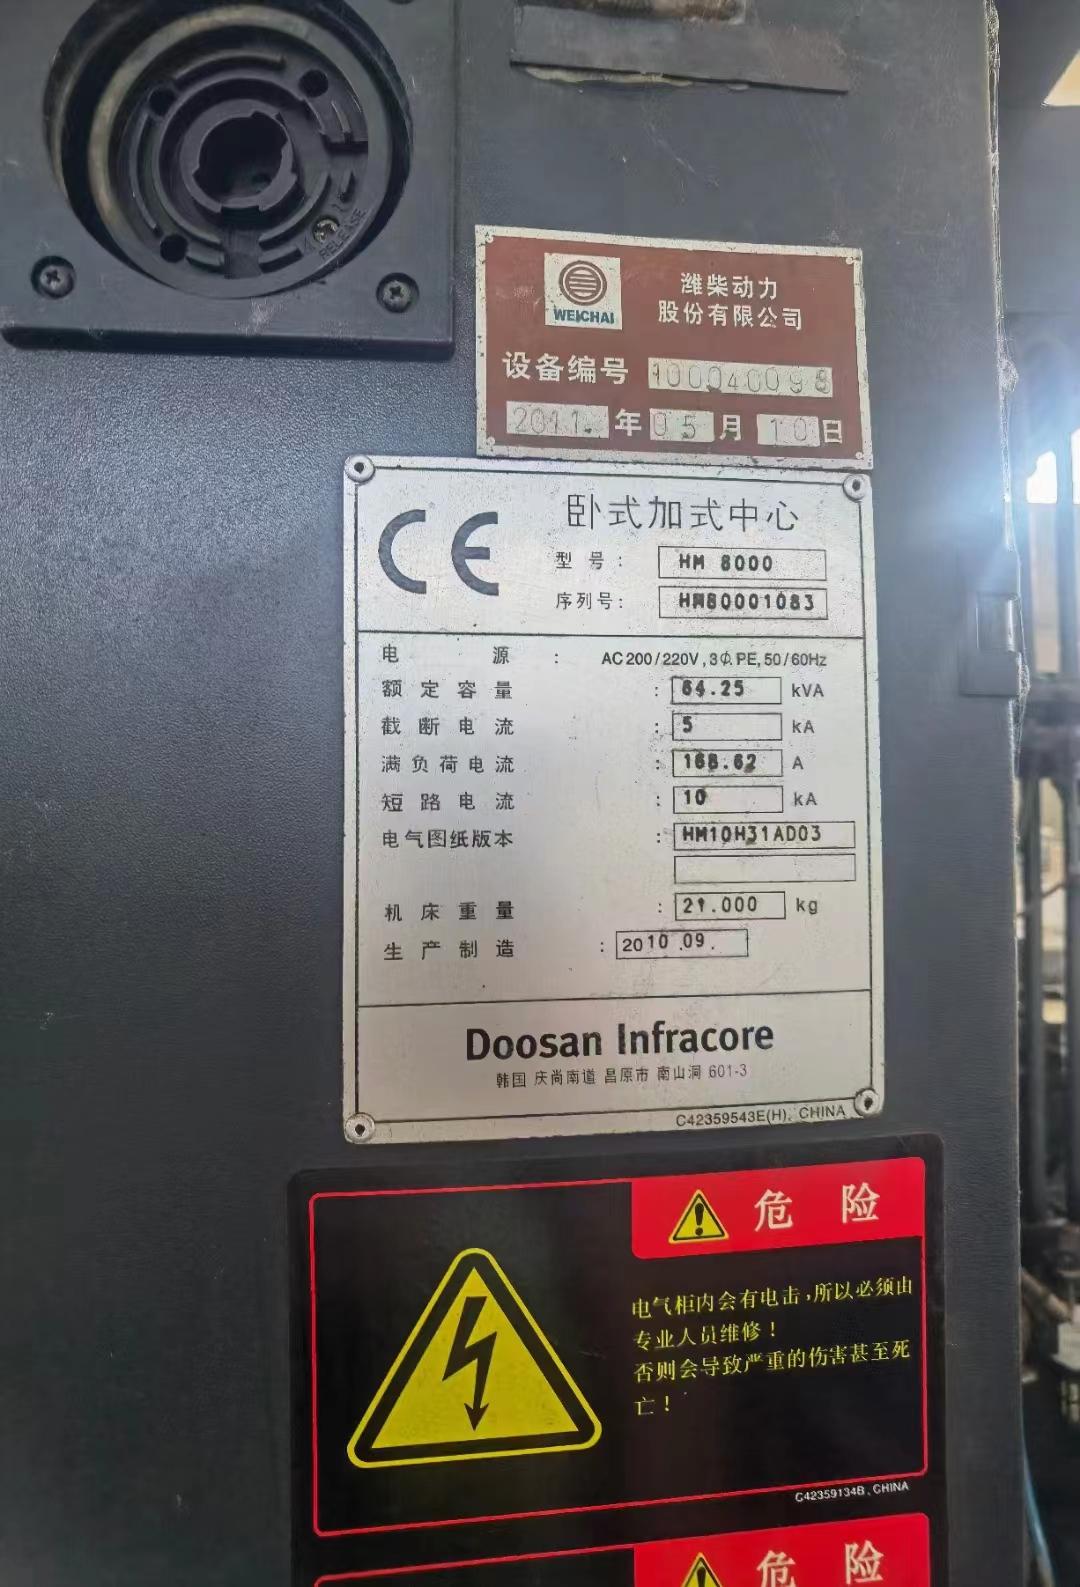 RELEASE
WEICHAI
潍柴动力
股份有限公司
设备编号 100040098
2011 年 05 月 10 日
CE
卧式加式中心
型号: HM 8000
序列号: HM80001083
电源 : AC 200/220V, 3Φ, PE, 50/60Hz
额定容量 : 64.25 kVA
截断电流 : 5 kA
满负荷电流 : 168.62 A
短路电流 : 10 kA
电气图纸版本 : HM10H31AD03
机床重量 : 21.000 kg
生产制造 : 2010.09.
Doosan Infracore
韩国 庆尚南道 昌原市 南山洞 601-3
C42359543E(H), CHINA
危险
电气柜内会有电击,所以必须由
专业人员维修!
否则会导致严重的伤害甚至死
亡!
C42359134B, CHINA
危险